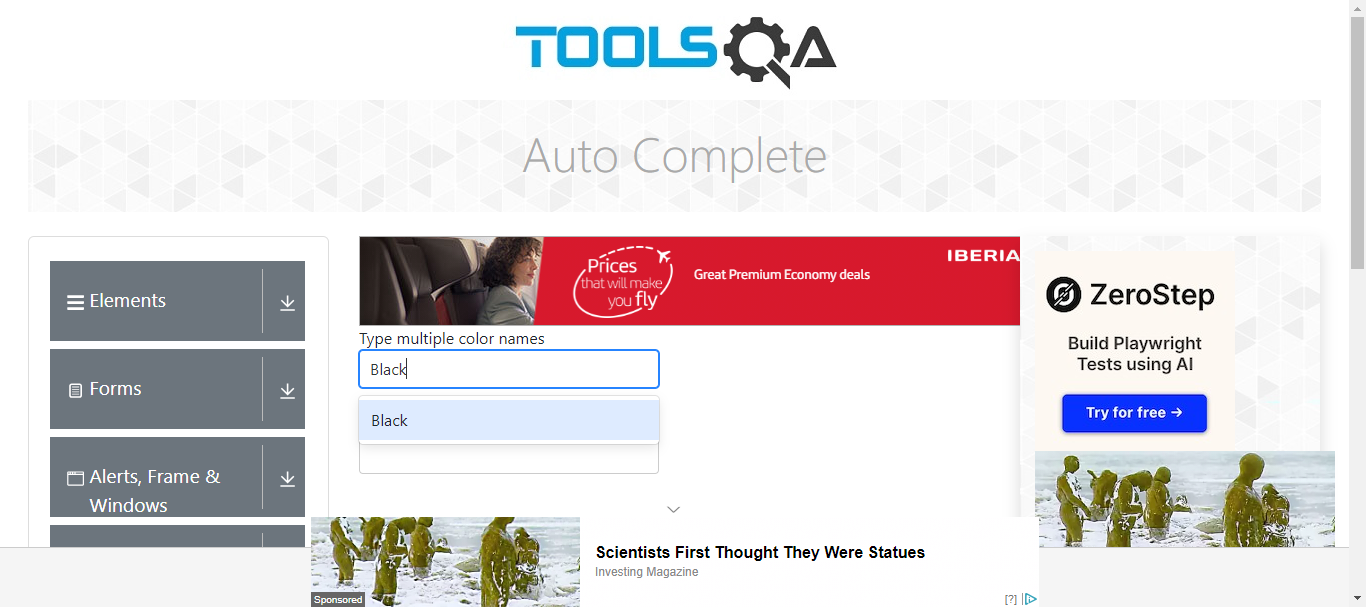 TOOLSQA
Auto Complete
Elements
Forms
Alerts, Frame &
Windows
Prices
that will make
you fly
Great Premium Economy deals
IBERIA
Type multiple color names
Black
Black
ZeroStep
Build Playwright
Tests using AI
Try for free →
Scientists First Thought They Were Statues
Investing Magazine
Sponsored
[?]